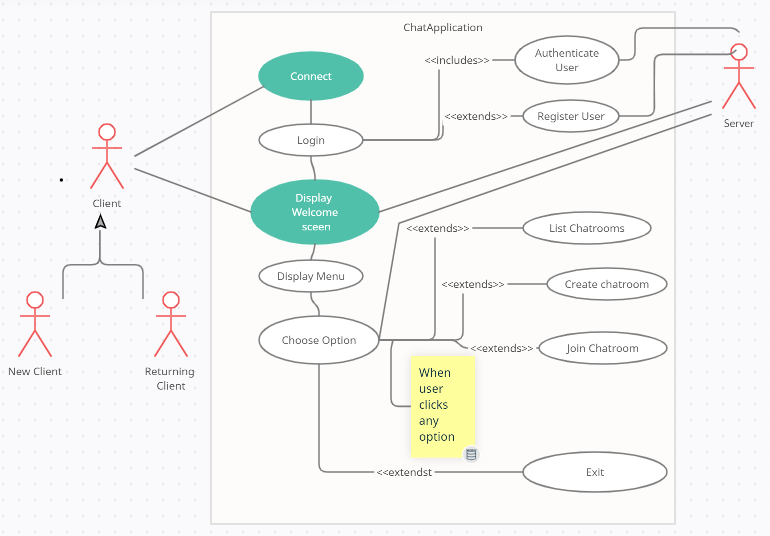 ChatApplication
Connect
<<includes>>
Authenticate
User
<<extends>>
Register User
Server
Login
Client
Display
Welcome
sceen
<<extends>>
List Chatrooms
Display Menu
<<extends>>
Create chatroom
Choose Option
<<extends>>
Join Chatroom
New Client
Returning
Client
When
user
clicks
any
option
<<extendst
Exit